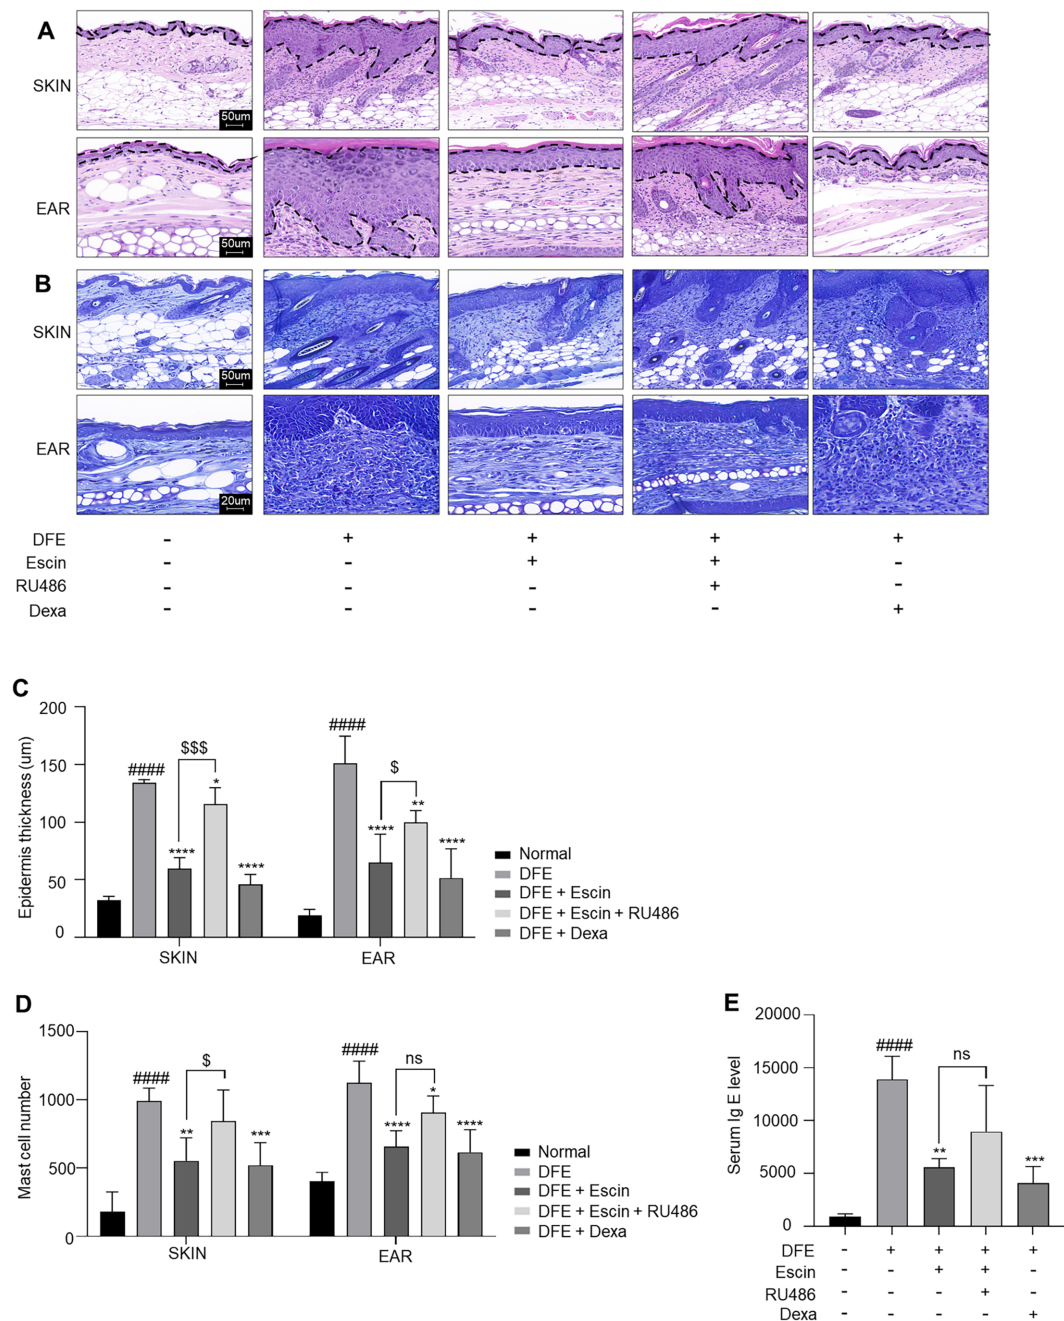 A
SKIN
50um
EAR
50um
B
SKIN
50um
EAR
20um
DFE - + + + +
Escin - - + + -
RU486 - - - + -
Dexa - - - - +
C
Epidermis thickness (um)
200
150
100
50
0
####
$$$
*
****
****
####
$
**
****
****
SKIN
EAR
Normal
DFE
DFE + Escin
DFE + Escin + RU486
DFE + Dexa
D
Mast cell number
1500
1000
500
0
####
$
**
***
####
ns
*
****
****
SKIN
EAR
Normal
DFE
DFE + Escin
DFE + Escin + RU486
DFE + Dexa
E
Serum Ig E level
20000
15000
10000
5000
0
####
ns
**
***
DFE - + + + +
Escin - - + + -
RU486 - - - + -
Dexa - - - - +